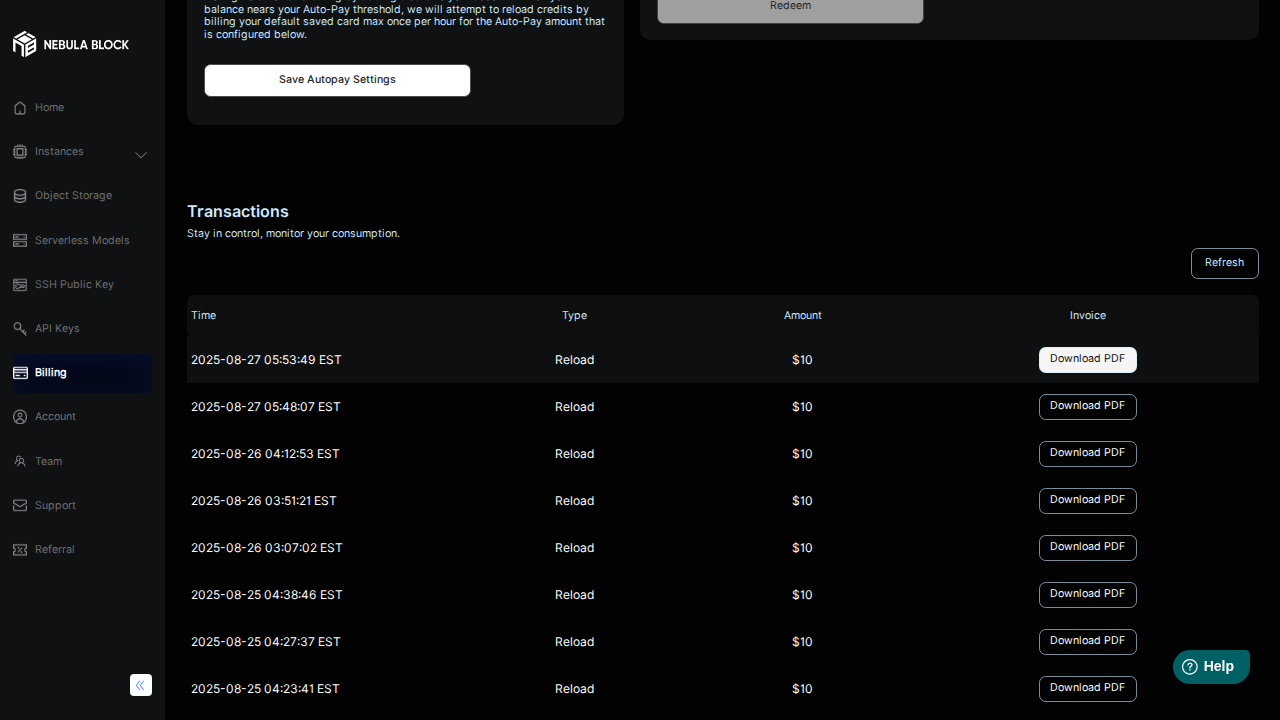 balance nears your Auto-Pay threshold, we will attempt to reload credits by
billing your default saved card max once per hour for the Auto-Pay amount that
is configured below.
Save Autopay Settings
Redeem
NEBULA BLOCK
Home
Instances
Object Storage
Serverless Models
SSH Public Key
API Keys
Billing
Account
Team
Support
Referral
Transactions
Stay in control, monitor your consumption.
Refresh
Time Type Amount Invoice
2025-08-27 05:53:49 EST Reload $10 Download PDF
2025-08-27 05:48:07 EST Reload $10 Download PDF
2025-08-26 04:12:53 EST Reload $10 Download PDF
2025-08-26 03:51:21 EST Reload $10 Download PDF
2025-08-26 03:07:02 EST Reload $10 Download PDF
2025-08-25 04:38:46 EST Reload $10 Download PDF
2025-08-25 04:27:37 EST Reload $10 Download PDF
2025-08-25 04:23:41 EST Reload $10 Download PDF
Help